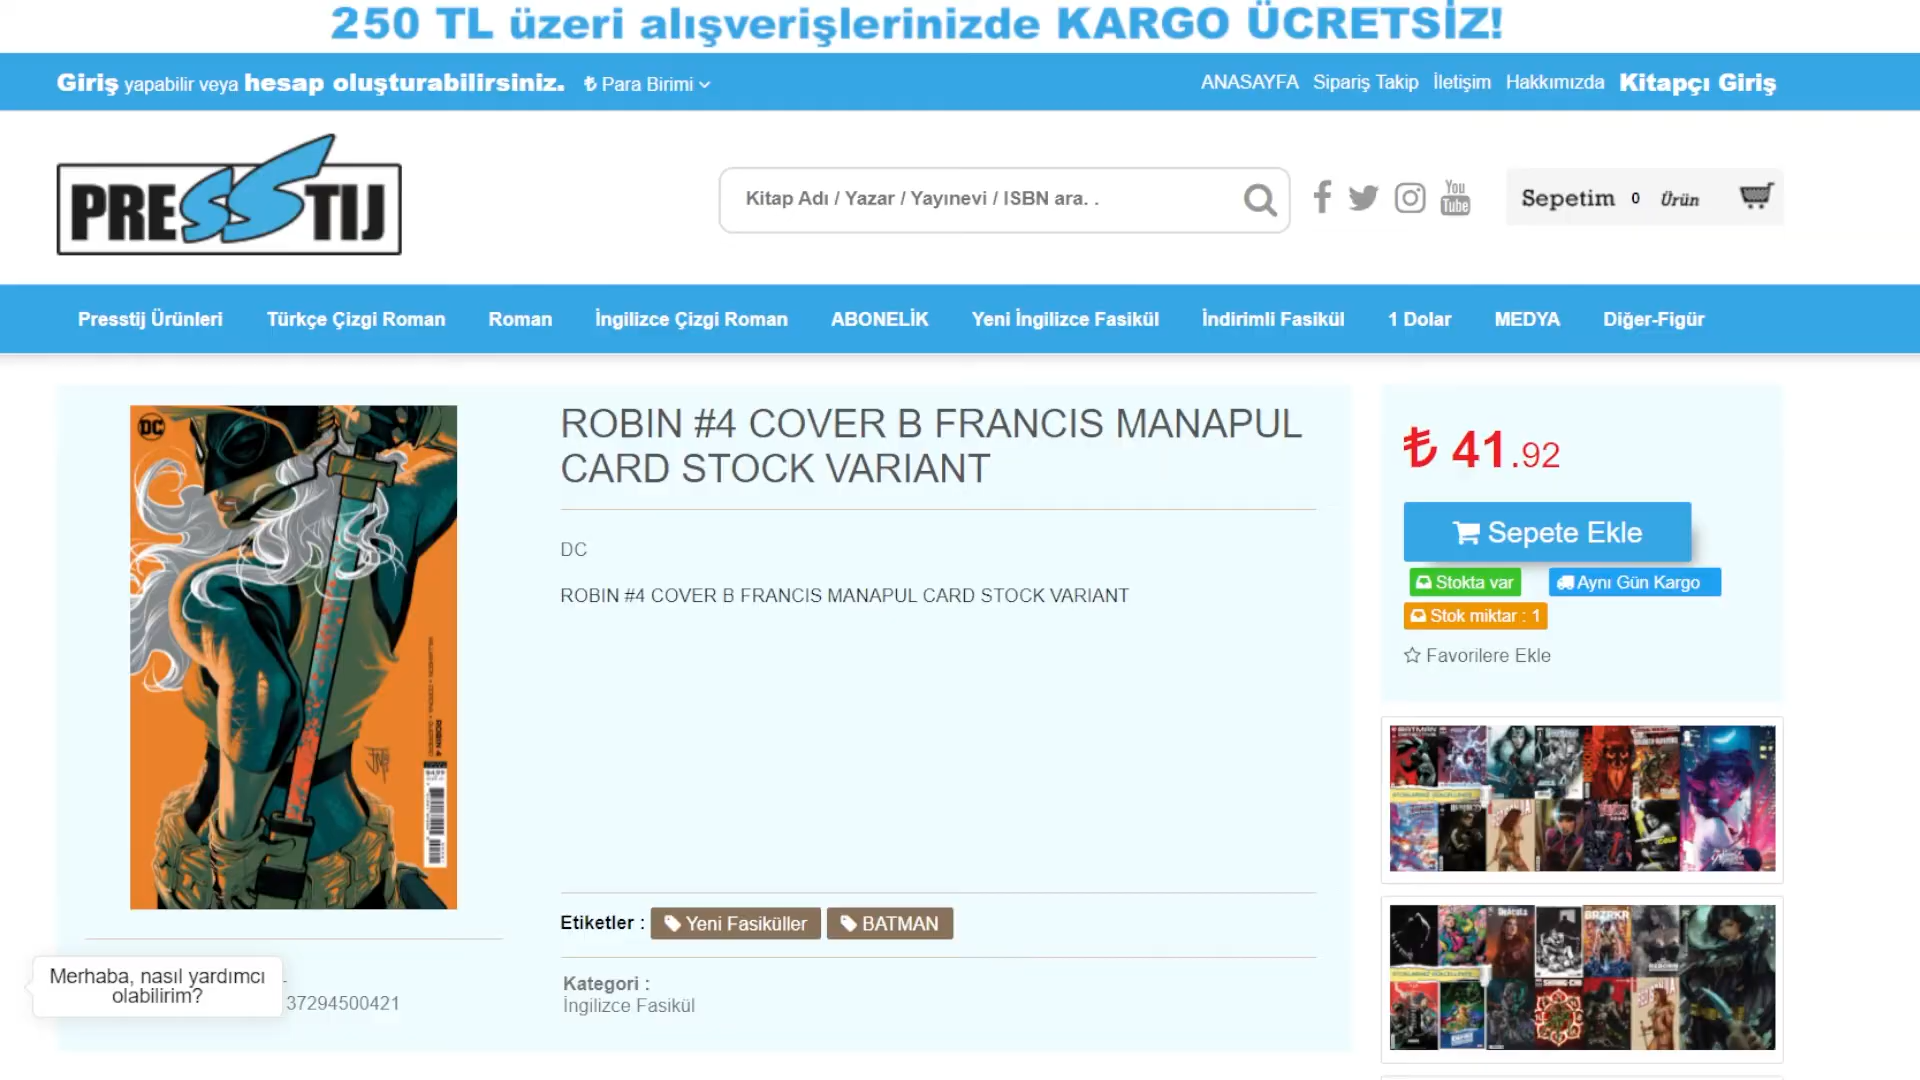 250 TL üzeri alışverişlerinizde KARGO ÜCRETSİZ!
Giriş yapabilir veya hesap oluşturabilirsiniz. ₺ Para Birimi
ANASAYFA Sipariş Takip İletişim Hakkımızda Kitapçı Giriş
PRESSTIJ
Kitap Adı / Yazar / Yayınevi / ISBN ara. .
You
Tube
Sepetim 0 Ürün
Presstij Ürünleri Türkçe Çizgi Roman Roman İngilizce Çizgi Roman ABONELİK Yeni İngilizce Fasikül İndirimli Fasikül 1 Dolar MEDYA Diğer-Figür
DC
ROBIN 4
ROBIN #4 COVER B FRANCIS MANAPUL
CARD STOCK VARIANT
DC
ROBIN #4 COVER B FRANCIS MANAPUL CARD STOCK VARIANT
Etiketler : Yeni Fasiküller BATMAN
Kategori :
İngilizce Fasikül
Merhaba, nasıl yardımcı
olabilirim?
37294500421
₺ 41.92
Sepete Ekle
Stokta var Aynı Gün Kargo
Stok miktar : 1
Favorilere Ekle
BRZRKR